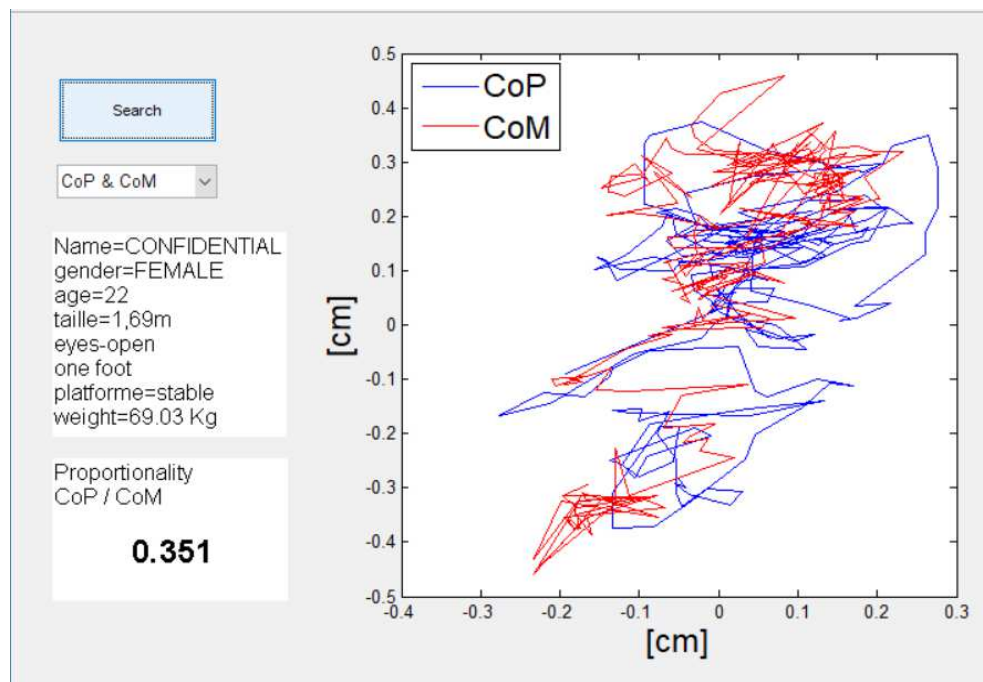 Search
CoP & CoM
Name=CONFIDENTIAL
gender=FEMALE
age=22
taille=1,69m
eyes-open
one foot
platforme=stable
weight=69.03 Kg
Proportionality
CoP / CoM
0.351
CoP
CoM
0.5
0.4
0.3
0.2
0.1
0
-0.1
-0.2
-0.3
-0.4
-0.5
[cm]
-0.4
-0.3
-0.2
-0.1
0
0.1
0.2
0.3
[cm]